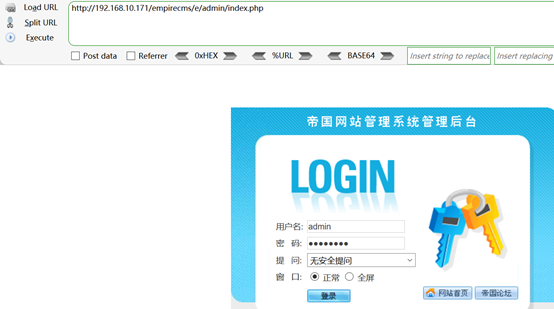 Load URL
http://192.168.10.171/empirecms/e/admin/index.php
Split URL
Execute
Post data Referrer 0xHEX %URL BASE64 Insert string to replace Insert replacing
帝国网站管理系统管理后台
LOGIN
用户名: admin
密 码: ●●●●●●●●
提 问: 无安全提问
窗 口: 正常 全屏
登录
网站首页 帝国论坛